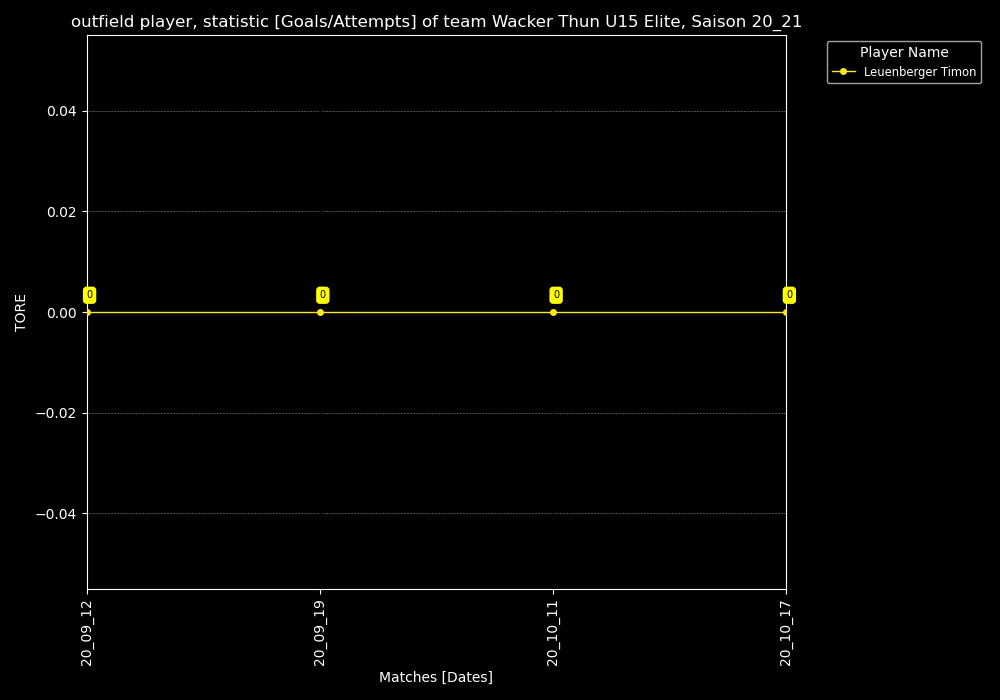 outfield player, statistic [Goals/Attempts] of team Wacker Thun U15 Elite, Saison 20_21
Player Name
Leuenberger Timon
TORE
0.04
0.02
0.00
−0.02
−0.04
0
0
0
0
20_09_12
20_09_19
20_10_11
20_10_17
Matches [Dates]